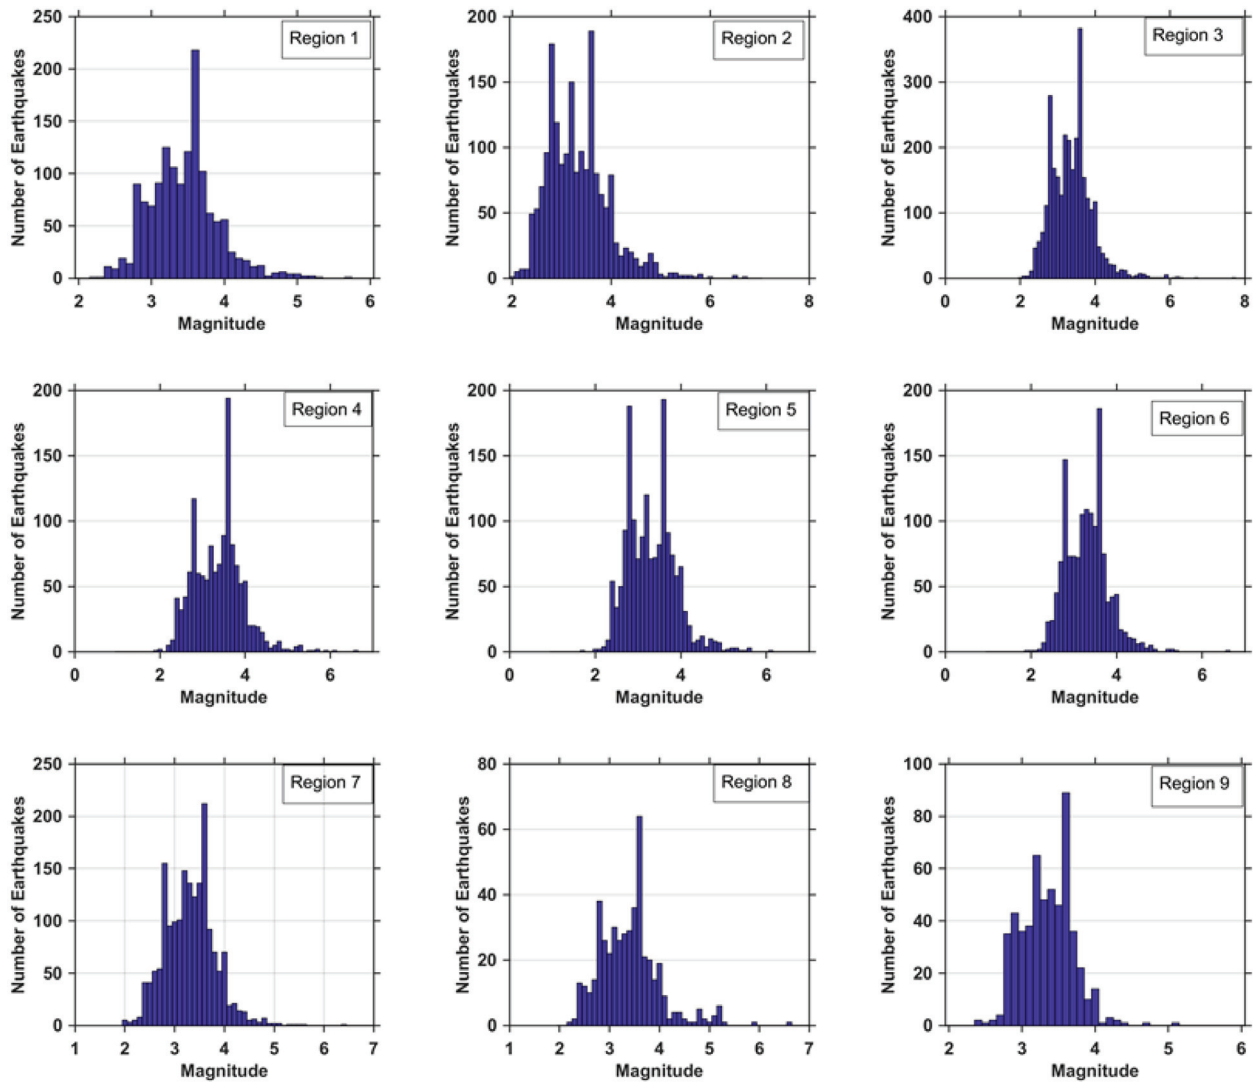 Region 1
Number of Earthquakes
250
200
150
100
50
0
2 3 4 5 6
Magnitude
Region 2
Number of Earthquakes
200
150
100
50
0
2 4 6 8
Magnitude
Region 3
Number of Earthquakes
400
300
200
100
0
0 2 4 6 8
Magnitude
Region 4
Number of Earthquakes
200
150
100
50
0
0 2 4 6
Magnitude
Region 5
Number of Earthquakes
200
150
100
50
0
0 2 4 6
Magnitude
Region 6
Number of Earthquakes
200
150
100
50
0
0 2 4 6
Magnitude
Region 7
Number of Earthquakes
250
200
150
100
50
0
1 2 3 4 5 6 7
Magnitude
Region 8
Number of Earthquakes
80
60
40
20
0
1 2 3 4 5 6 7
Magnitude
Region 9
Number of Earthquakes
100
80
60
40
20
0
2 3 4 5 6
Magnitude